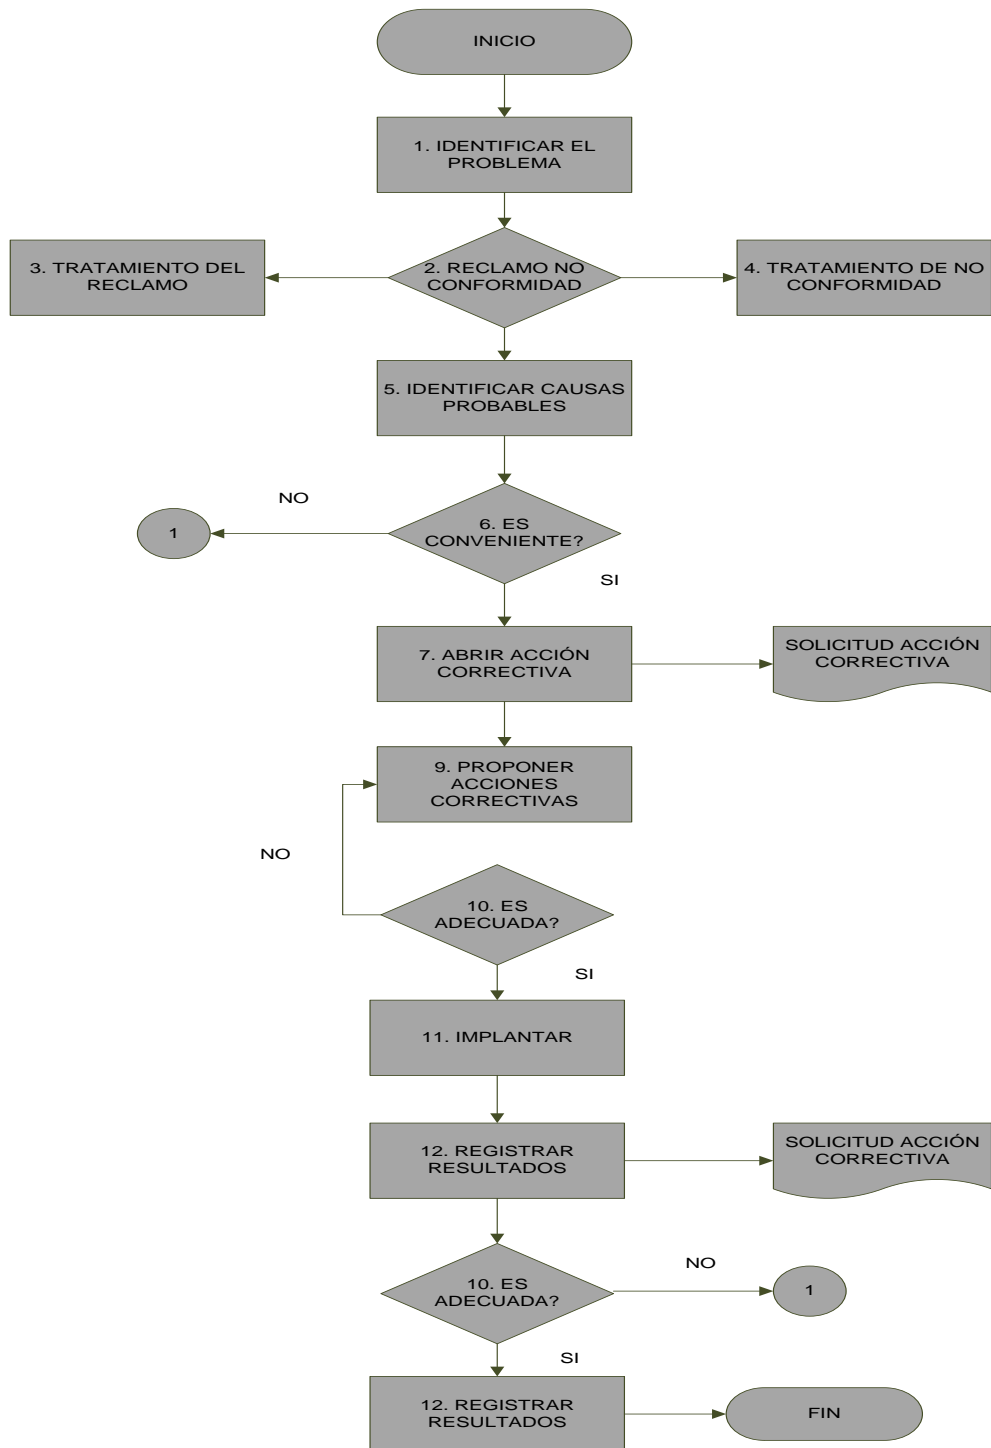 INICIO
1. IDENTIFICAR EL
PROBLEMA
3. TRATAMIENTO DEL
RECLAMO
2. RECLAMO NO
CONFORMIDAD
4. TRATAMIENTO DE NO
CONFORMIDAD
5. IDENTIFICAR CAUSAS
PROBABLES
NO
1
6. ES
CONVENIENTE?
SI
7. ABRIR ACCIÓN
CORRECTIVA
SOLICITUD ACCIÓN
CORRECTIVA
9. PROPONER
ACCIONES
CORRECTIVAS
NO
10. ES
ADECUADA?
SI
11. IMPLANTAR
12. REGISTRAR
RESULTADOS
SOLICITUD ACCIÓN
CORRECTIVA
10. ES
ADECUADA?
NO
1
SI
12. REGISTRAR
RESULTADOS
FIN